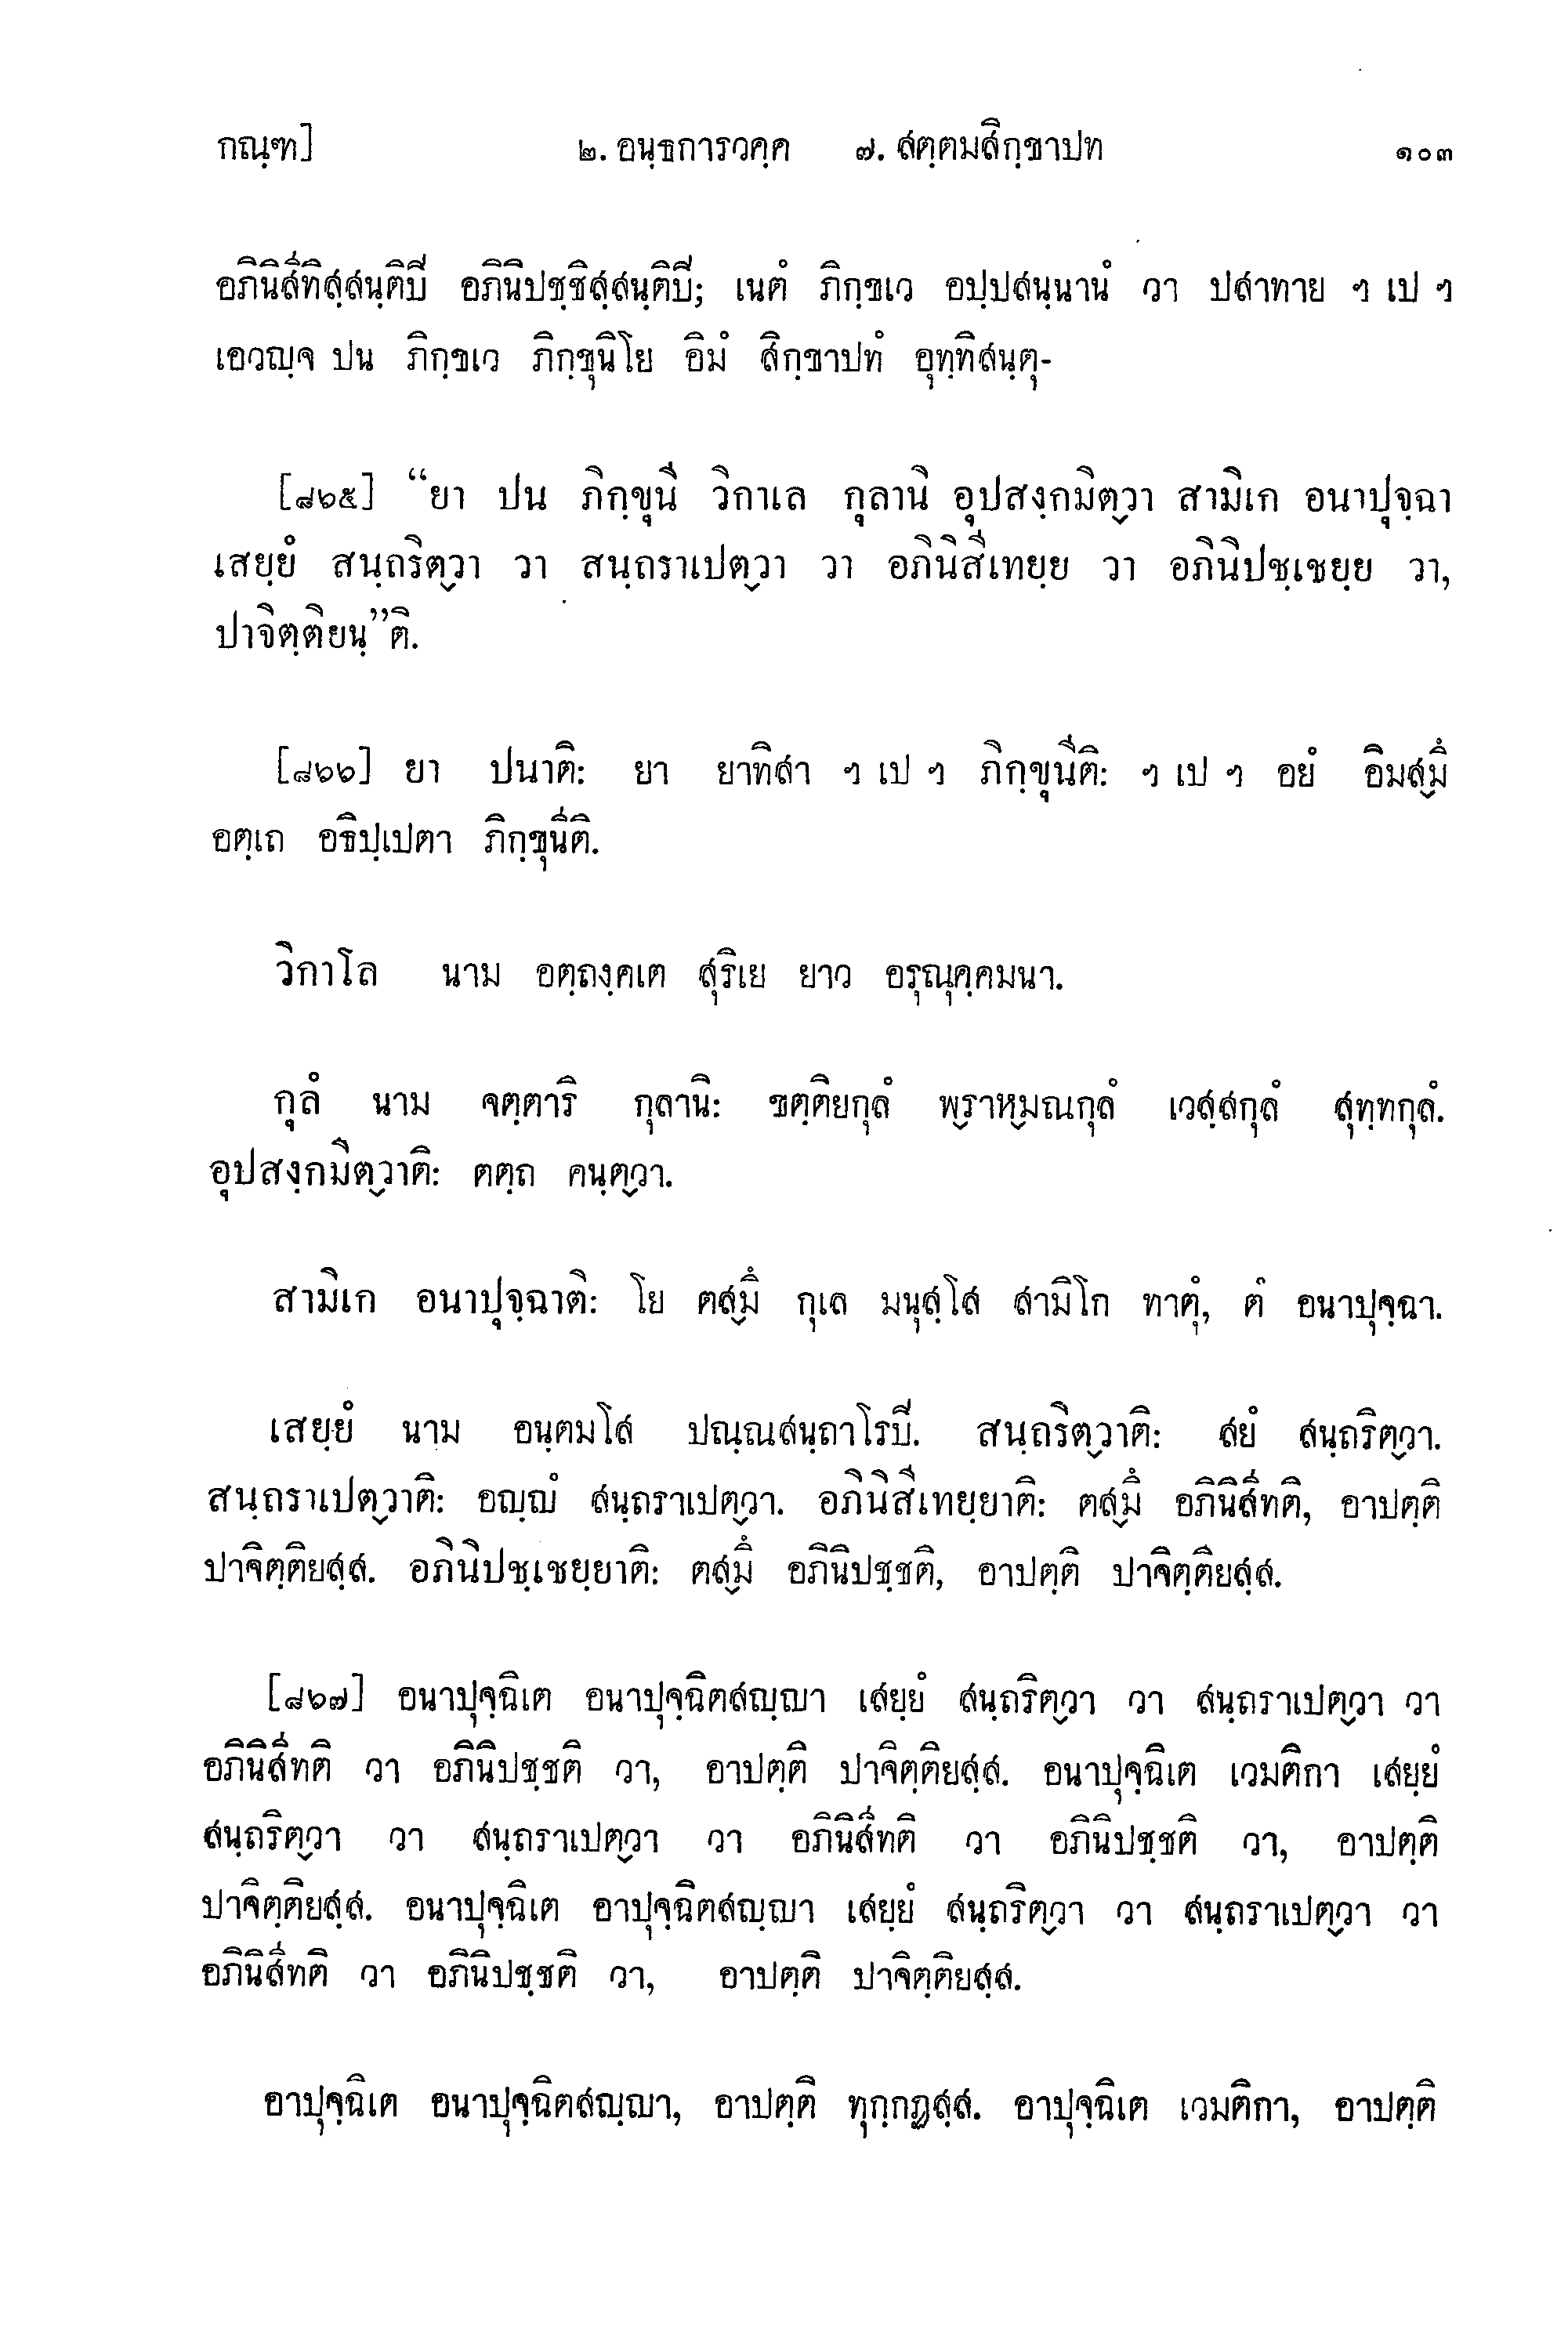 กณฺฑ] ๒. อนฺธการวคฺค ๗. สตฺตมสิกฺขาปท ๑๐๓
อภินิสีทิสฺสนฺติปี อภินิปชฺชิสฺสนฺติปี; เนตํ ภิกฺขเว อปฺปสนฺนานํ วา ปสาทาย ฯ เป ฯ
เอวญฺจ ปน ภิกฺขเว ภิกฺขุนิโย อิมํ สิกฺขาปทํ อุทฺทิสนฺตุ-
[๘๖๕] “ยา ปน ภิกฺขุนี วิกาเล กุลานิ อุปสงฺกมิตฺวา สามิเก อนาปุจฺฉา
เสยฺยํ สนฺถริตฺวา วา สนฺถราเปตฺวา วา อภินิสีเทยฺย วา อภินิปชฺเชยฺย วา,
ปาจิตฺติยนฺ”ติ.
[๘๖๖] ยา ปนาติ: ยา ยาทิสา ฯ เป ฯ ภิกฺขุนีติ: ฯ เป ฯ อยํ อิมสฺมึ
อตฺเถ อธิปฺเปตา ภิกฺขุนีติ.
วิกาโล นาม อตฺถงฺคเต สุริเย ยาว อรุณุคฺคมนา.
กุลํ นาม จตฺตาริ กุลานิ: ขตฺติยกุลํ พฺราหฺมณกุลํ เวสฺสกุลํ สุทฺทกุลํ.
อุปสงฺกมิตฺวาติ: ตตฺถ คนฺตฺวา.
สามิเก อนาปุจฺฉาติ: โย ตสฺมึ กุเล มนุสฺโส สามิโก ทาตุํ, ตํ อนาปุจฺฉา.
เสยฺยํ นาม อนฺตมโส ปณฺณสนฺถาโรปี. สนฺถริตฺวาติ: สยํ สนฺถริตฺวา.
สนฺถราเปตฺวาติ: อญฺญํ สนฺถราเปตฺวา. อภินิสีเทยฺยาติ: ตสฺมึ อภินิสีทติ, อาปตฺติ
ปาจิตฺติยสฺส. อภินิปชฺเชยฺยาติ: ตสฺมึ อภินิปชฺชติ, อาปตฺติ ปาจิตฺติยสฺส.
[๘๖๗] อนาปุจฺฉิเต อนาปุจฺฉิตสญฺญา เสยฺยํ สนฺถริตฺวา วา สนฺถราเปตฺวา วา
อภินิสีทติ วา อภินิปชฺชติ วา, อาปตฺติ ปาจิตฺติยสฺส. อนาปุจฺฉิเต เวมติกา เสยฺยํ
สนฺถริตฺวา วา สนฺถราเปตฺวา วา อภินิสีทติ วา อภินิปชฺชติ วา, อาปตฺติ
ปาจิตฺติยสฺส. อนาปุจฺฉิเต อาปุจฺฉิตสญฺญา เสยฺยํ สนฺถริตฺวา วา สนฺถราเปตฺวา วา
อภินิสีทติ วา อภินิปชฺชติ วา, อาปตฺติ ปาจิตฺติยสฺส.
อาปุจฺฉิเต อนาปุจฺฉิตสญฺญา, อาปตฺติ ทุกฺกฏสฺส. อาปุจฺฉิเต เวมติกา, อาปตฺติ